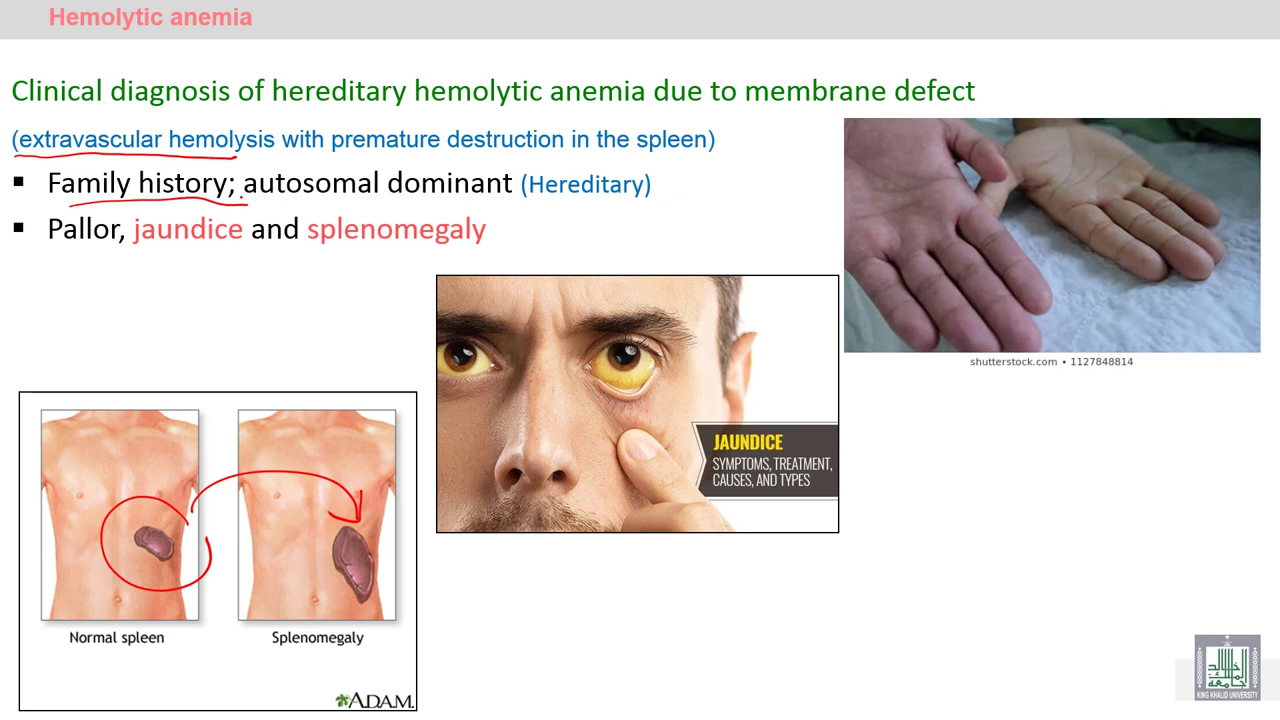 Hemolytic anemia
Clinical diagnosis of hereditary hemolytic anemia due to membrane defect
(extravascular hemolysis with premature destruction in the spleen)
▪ Family history; autosomal dominant (Hereditary)
▪ Pallor, jaundice and splenomegaly
shutterstock.com • 1127848814
JAUNDICE
SYMPTOMS, TREATMENT,
CAUSES, AND TYPES
Normal spleen
Splenomegaly
A.D.A.M.
KING KHALID UNIVERSITY